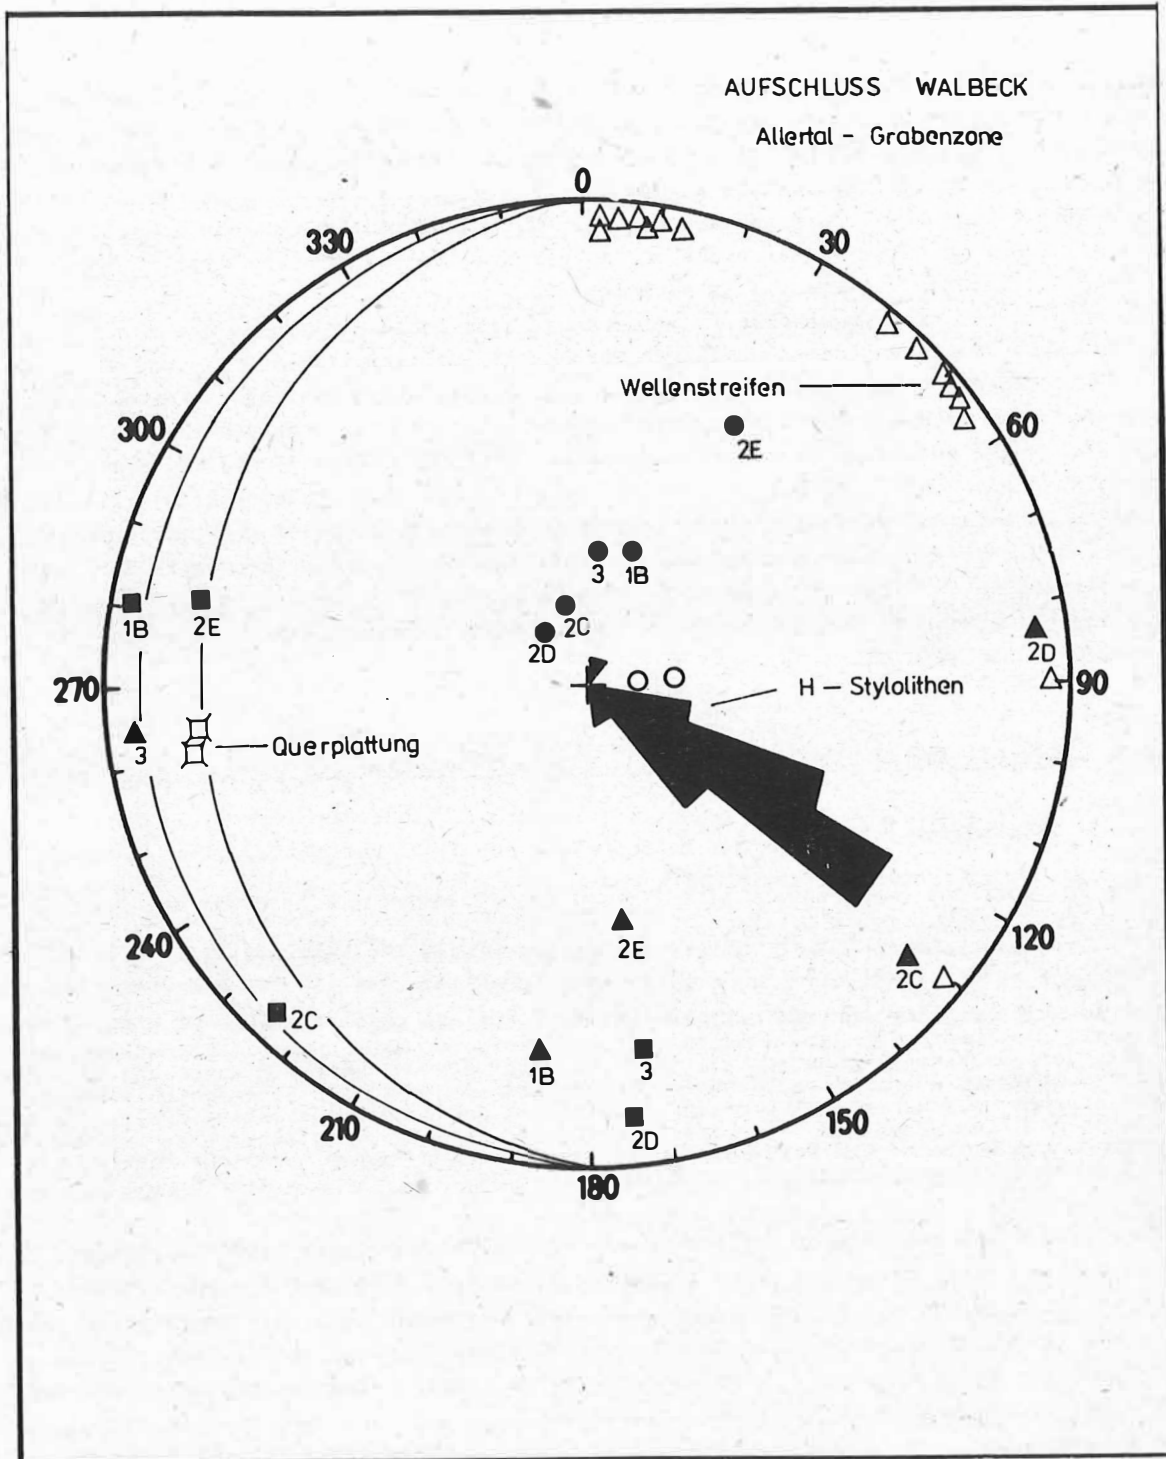 AUFSCHLUSS WALBECK
Allertal - Grabenzone
0
330
30
Wellenstreifen
300
60
2E
3
1B
2C
1B
2E
2D
2D
270
90
H - Stylolithen
3
Querplattung
240
2E
120
2C
2C
1B
3
210
2D
150
180